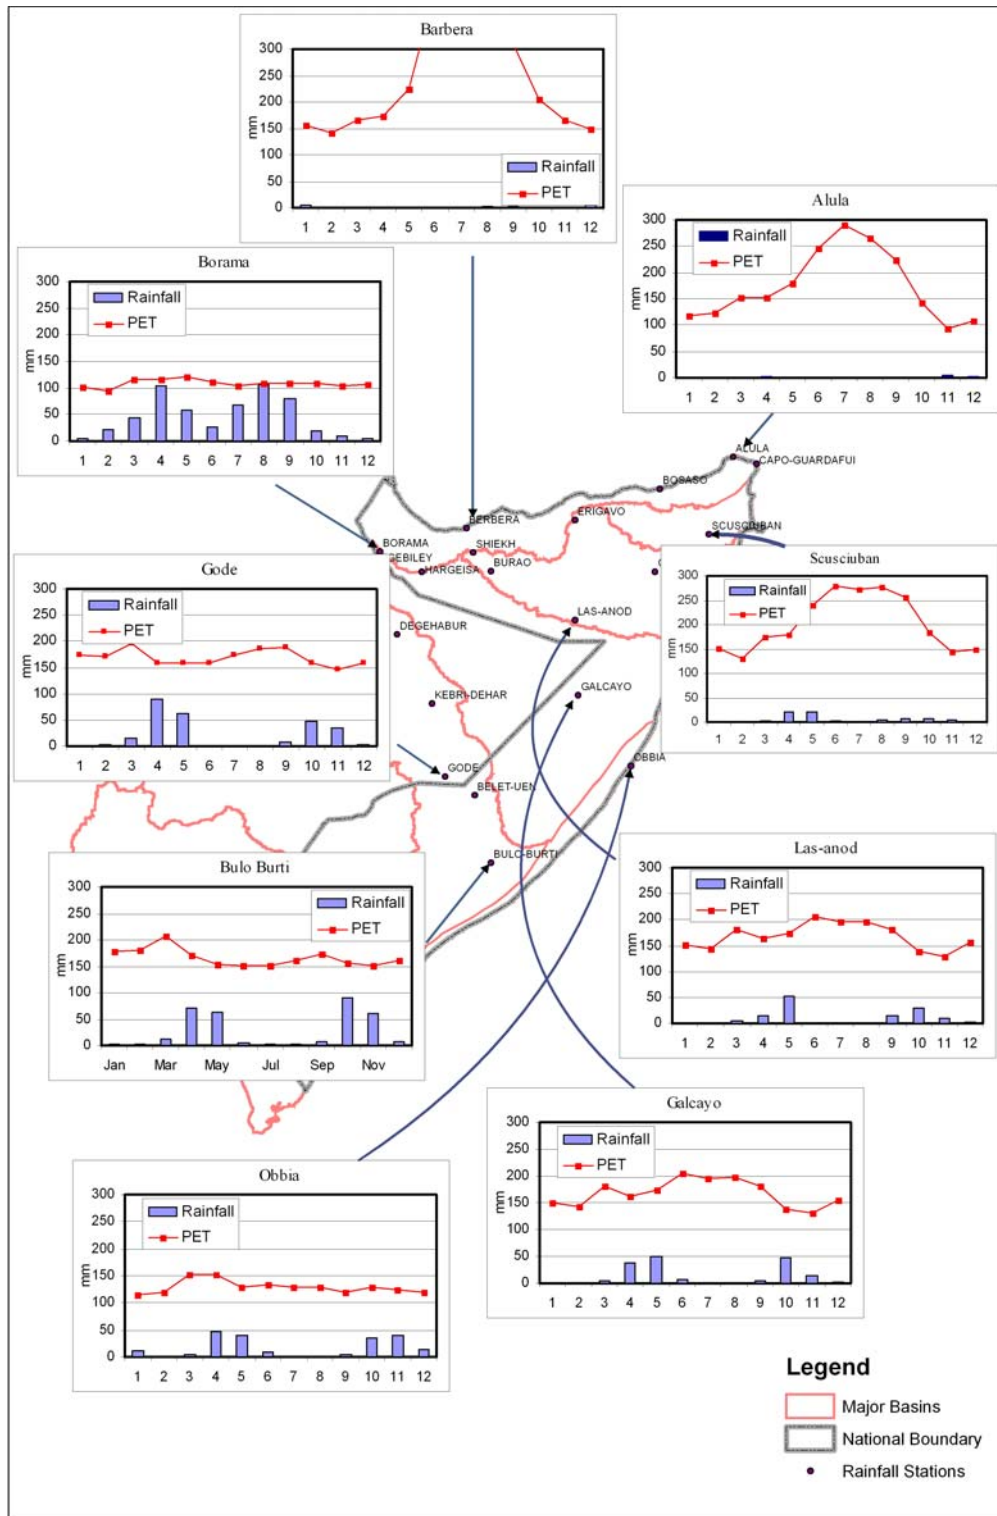 Barbera
300
250
200
150
100
50
0
mm
Rainfall
PET
1 2 3 4 5 6 7 8 9 10 11 12
Alula
300
250
200
150
100
50
0
mm
Rainfall
PET
1 2 3 4 5 6 7 8 9 10 11 12
Borama
300
250
200
150
100
50
0
mm
Rainfall
PET
1 2 3 4 5 6 7 8 9 10 11 12
ALULA
CAPO-GUARDAFUI
BOSASO
ERIGAVO
BERBERA
SCUSCIUBAN
BORAMA
GEBILEY
SHIEKH
HARGEISA
BURAO
LAS-ANOD
DEGEHABUR
KEBRI-DEHAR
GALCAYO
OBBIA
GODE
BELET-UEN
BULO-BURTI
Gode
300
250
200
150
100
50
0
mm
Rainfall
PET
1 2 3 4 5 6 7 8 9 10 11 12
Scusciuban
300
250
200
150
100
50
0
mm
Rainfall
PET
1 2 3 4 5 6 7 8 9 10 11 12
Bulo Burti
300
250
200
150
100
50
0
mm
Rainfall
PET
Jan Mar May Jul Sep Nov
Las-anod
300
250
200
150
100
50
0
mm
Rainfall
PET
1 2 3 4 5 6 7 8 9 10 11 12
Galcayo
300
250
200
150
100
50
0
mm
Rainfall
PET
1 2 3 4 5 6 7 8 9 10 11 12
Obbia
300
250
200
150
100
50
0
mm
Rainfall
PET
1 2 3 4 5 6 7 8 9 10 11 12
Legend
Major Basins
National Boundary
Rainfall Stations